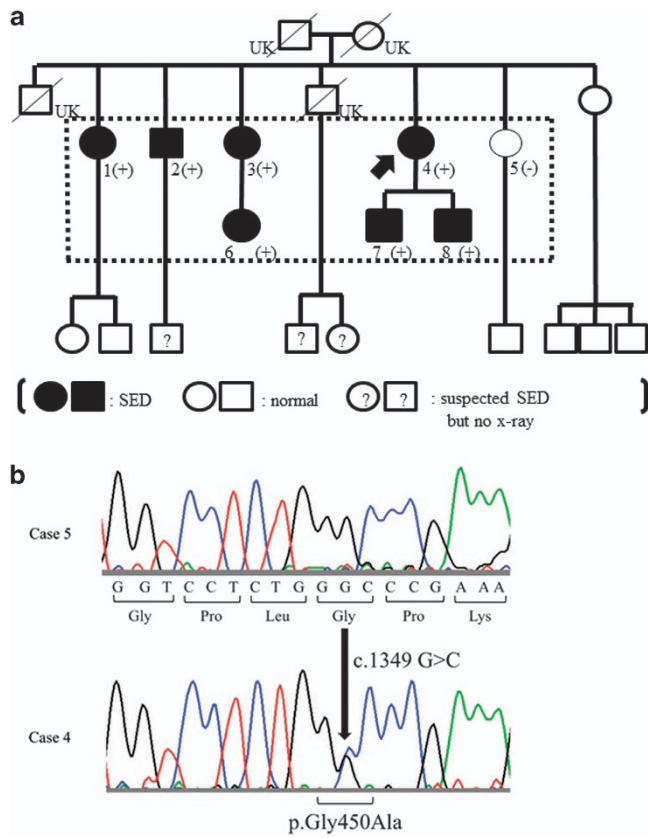 a
UK
UK
UK
UK
1(+)
2(+)
3(+)
4(+)
5(-)
6 (+)
7 (+)
8 (+)
?
?
?
: SED
: normal
? ? : suspected SED
but no x-ray
b
Case 5
G G T C C T C T G G G C C C G A A A
Gly Pro Leu Gly Pro Lys
c.1349 G>C
Case 4
p.Gly450Ala